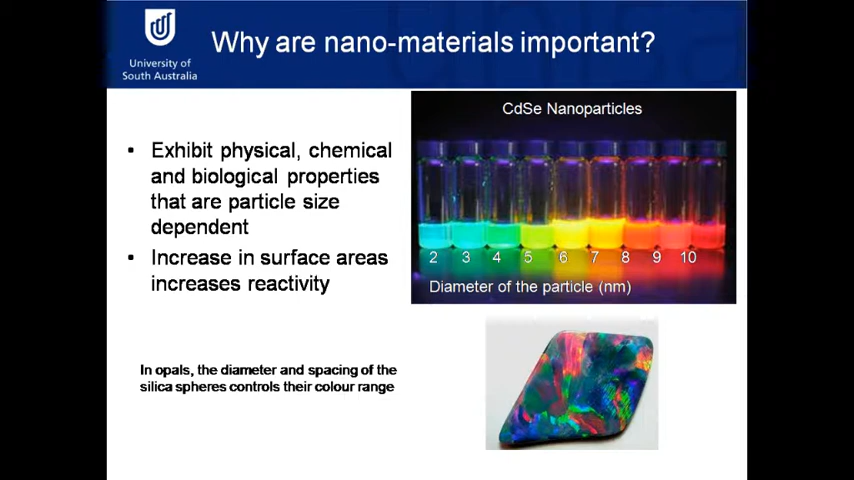 University of
South Australia
Why are nano-materials important?
▪ Exhibit physical, chemical
and biological properties
that are particle size
dependent
▪ Increase in surface areas
increases reactivity
CdSe Nanoparticles
2 3 4 5 6 7 8 9 10
Diameter of the particle (nm)
In opals, the diameter and spacing of the
silica spheres controls their colour range